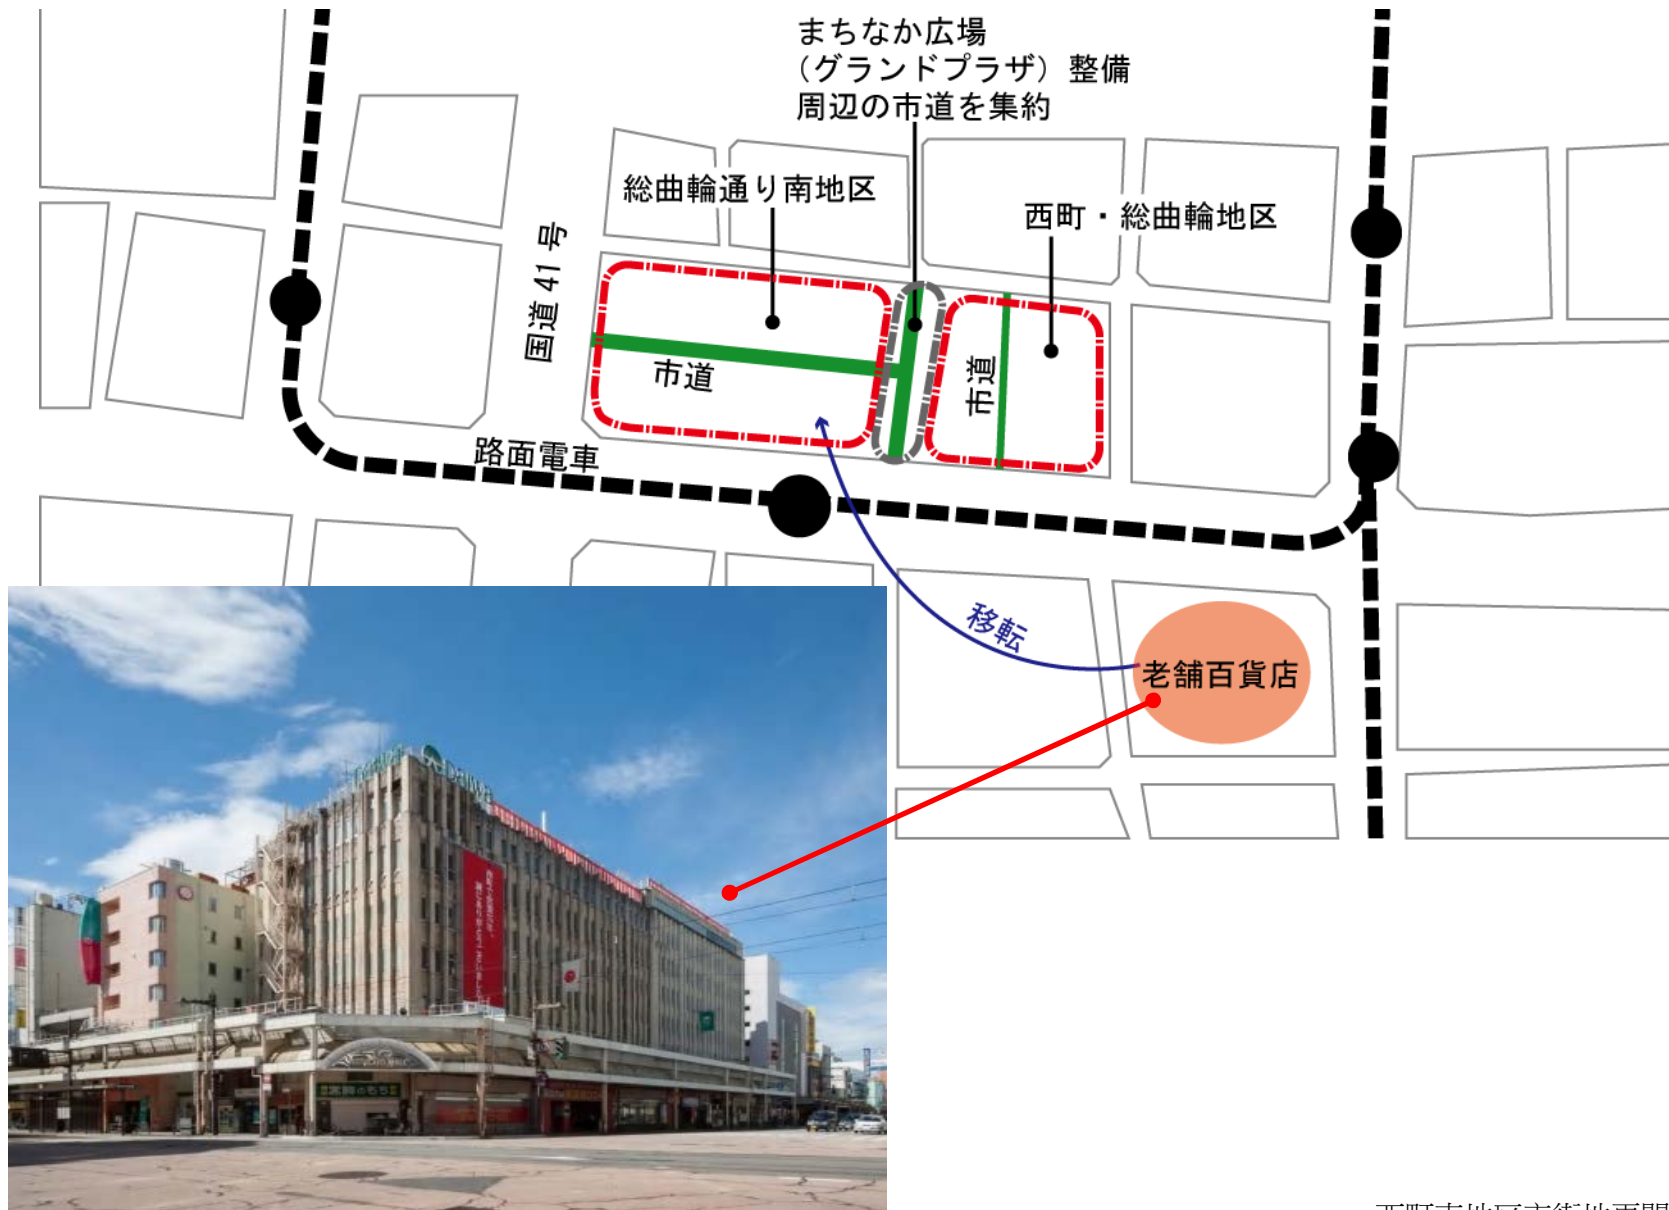 まちなか広場
（グランドプラザ）整備
周辺の市道を集約
総曲輪通り南地区
西町・総曲輪地区
国道41号
市道
市道
路面電車
移転
老舗百貨店